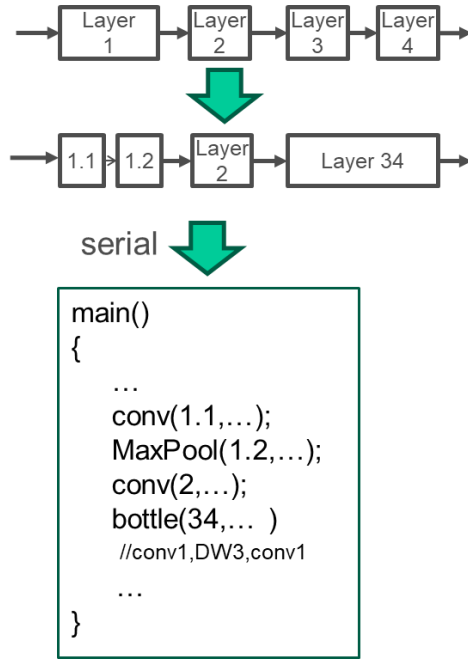 Layer 1
Layer 2
Layer 3
Layer 4
1.1
1.2
Layer 2
Layer 34
serial
main()
{
…
conv(1.1,…);
MaxPool(1.2,…);
conv(2,…);
bottle(34,… )
//conv1,DW3,conv1
…
}